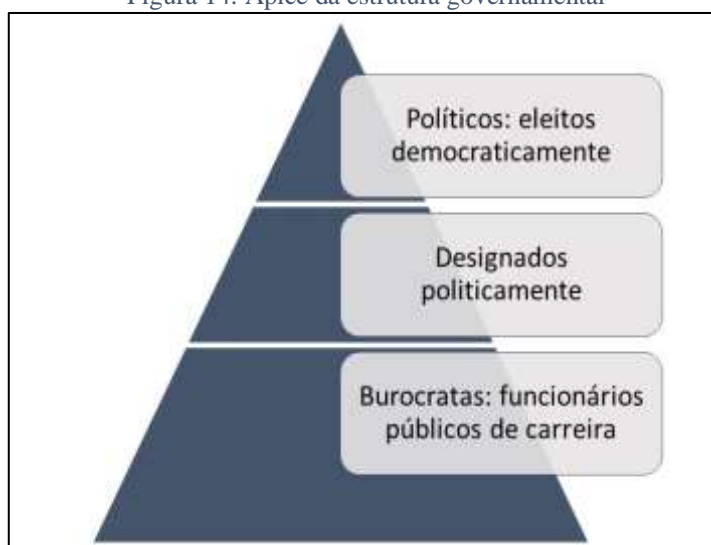 Figura 14: Ápice da estrutura governamental
Políticos: eleitos
democraticamente
Designados
politicamente
Burocratas: funcionários
públicos de carreira